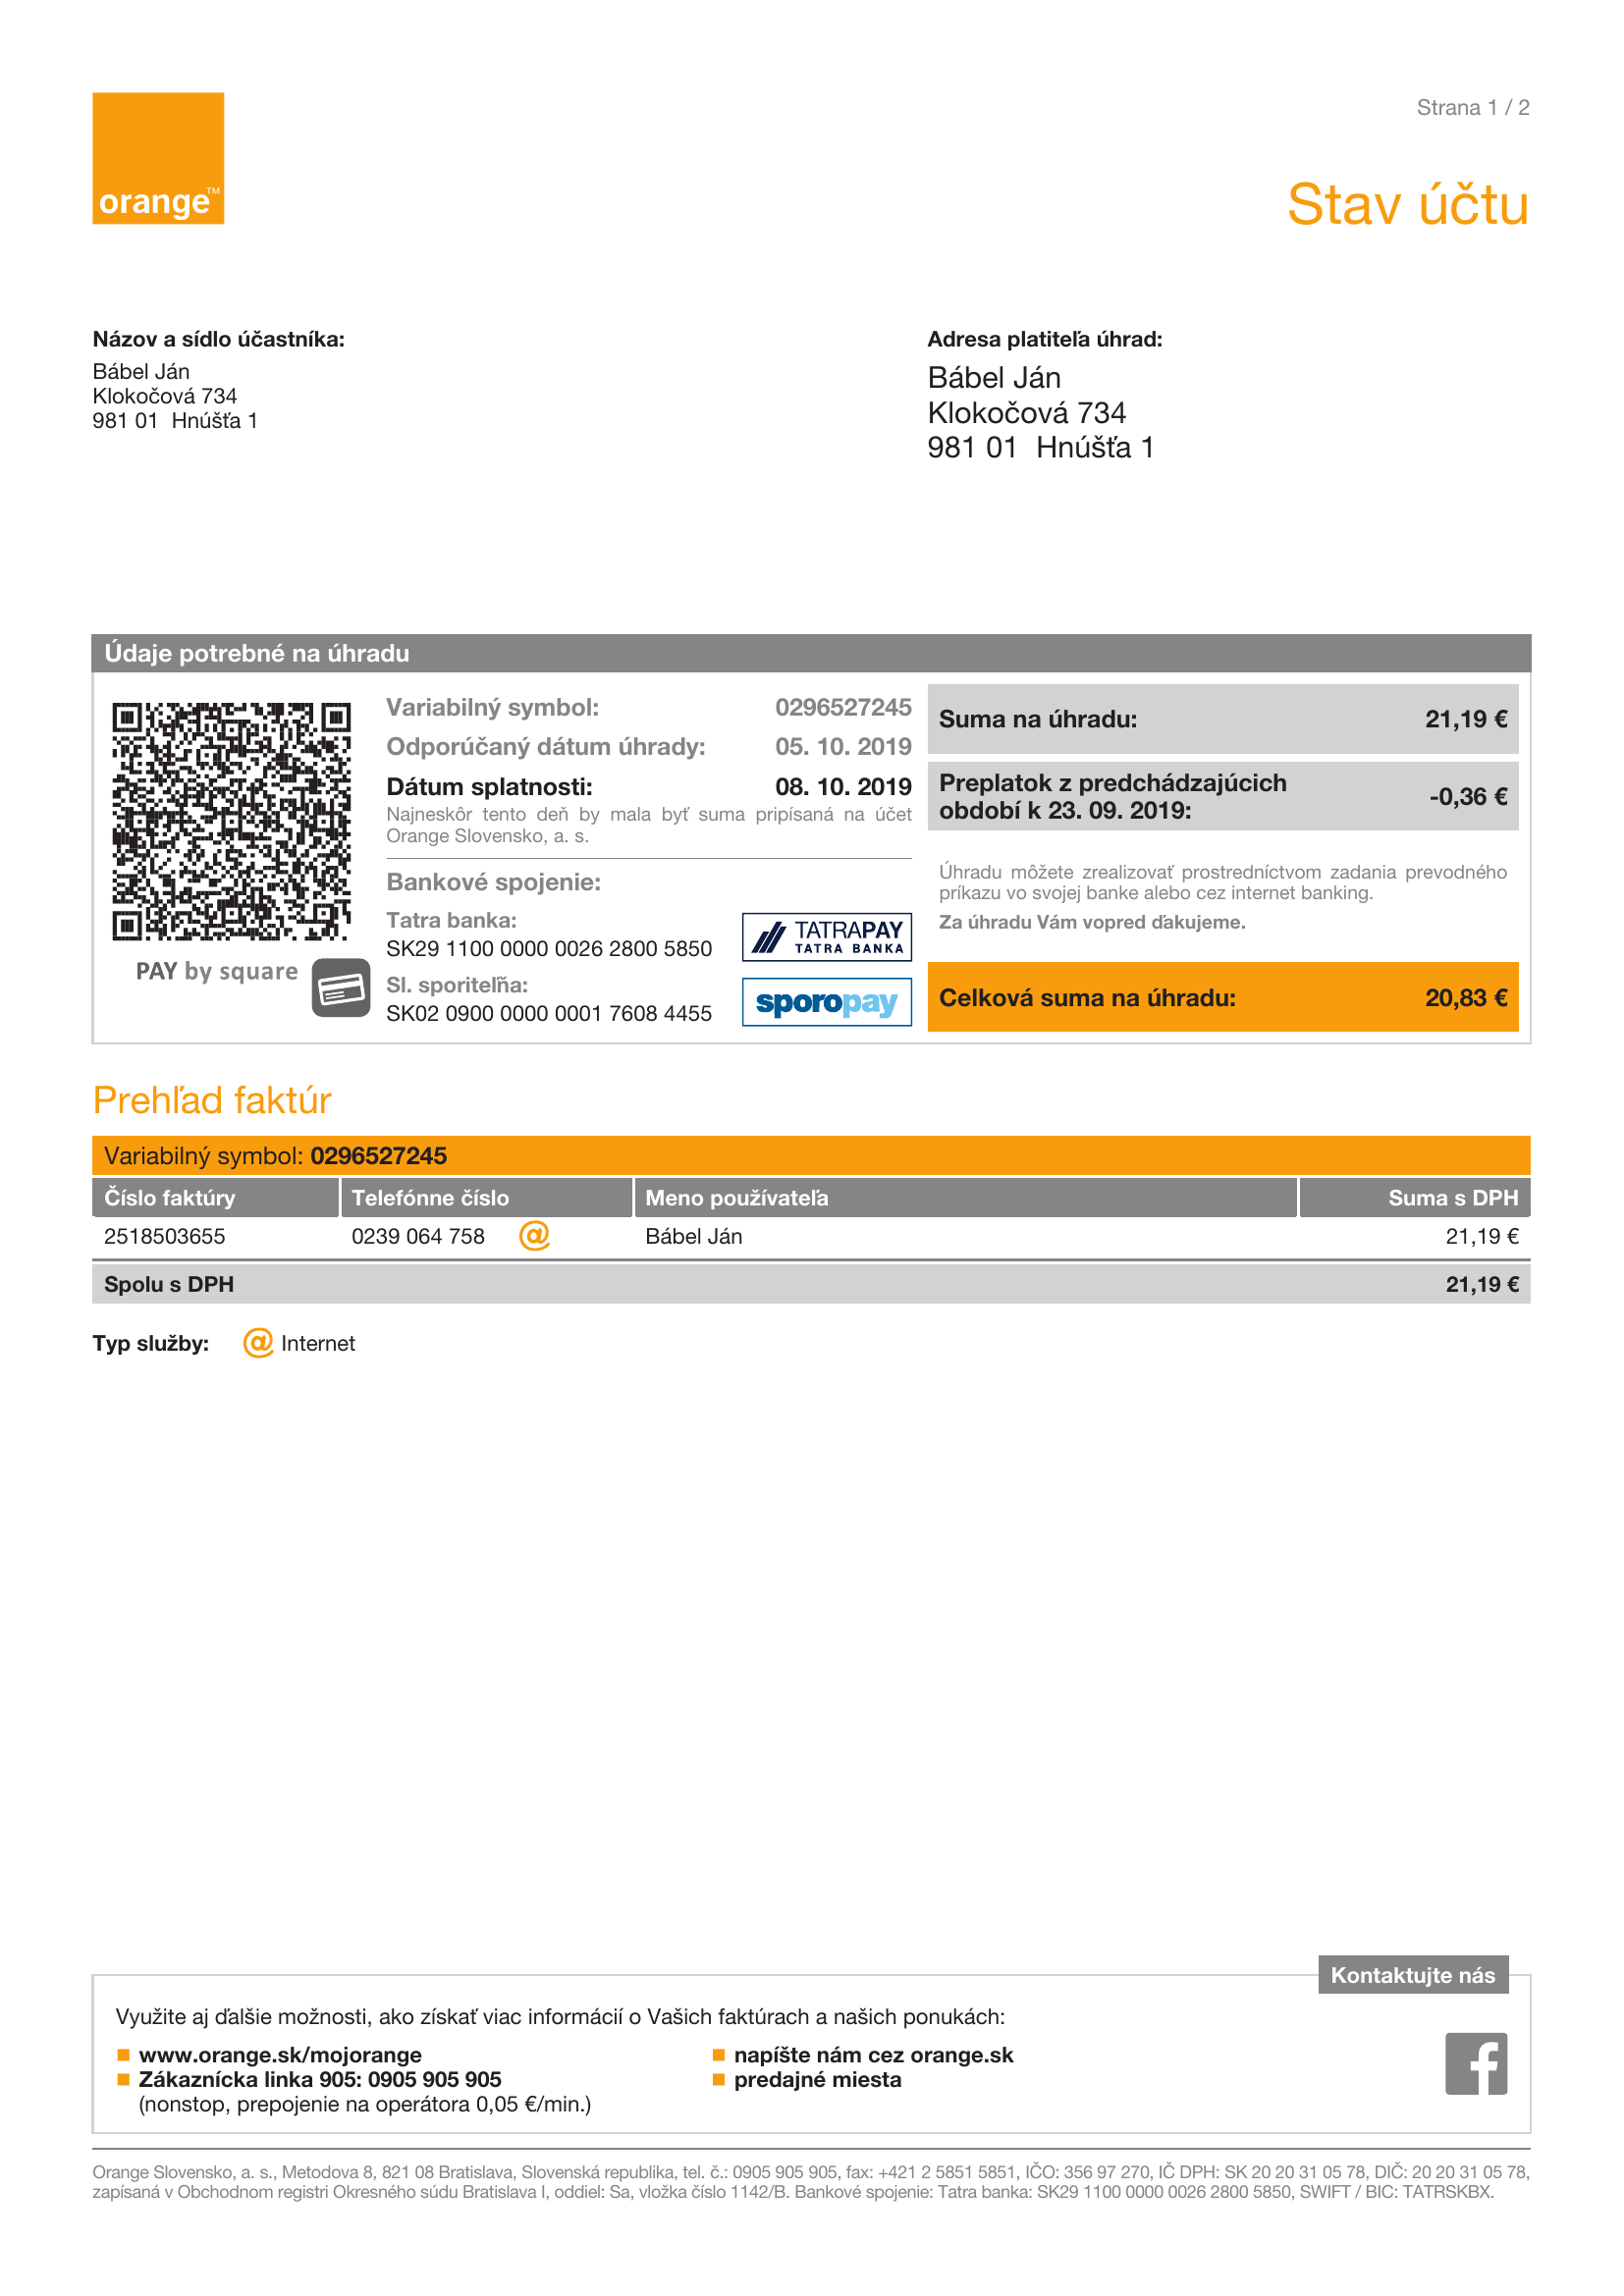 orange™
Strana 1 / 2
Stav účtu
Názov a sídlo účastníka:
Bábel Ján
Klokočová 734
981 01  Hnúšťa 1
Adresa platiteľa úhrad:
Bábel Ján
Klokočová 734
981 01  Hnúšťa 1
Údaje potrebné na úhradu
PAY by square
Variabilný symbol: 0296527245
Odporúčaný dátum úhrady: 05. 10. 2019
Dátum splatnosti: 08. 10. 2019
Najneskôr tento deň by mala byť suma pripísaná na účet
Orange Slovensko, a. s.
Bankové spojenie:
Tatra banka:
SK29 1100 0000 0026 2800 5850
TATRAPAY
TATRA BANKA
Sl. sporiteľňa:
SK02 0900 0000 0001 7608 4455
sporopay
Suma na úhradu: 21,19 €
Preplatok z predchádzajúcich
období k 23. 09. 2019: -0,36 €
Úhradu môžete zrealizovať prostredníctvom zadania prevodného
príkazu vo svojej banke alebo cez internet banking.
Za úhradu Vám vopred ďakujeme.
Celková suma na úhradu: 20,83 €
Prehľad faktúr
Variabilný symbol: 0296527245
Číslo faktúry Telefónne číslo Meno používateľa Suma s DPH
2518503655 0239 064 758 @ Bábel Ján 21,19 €
Spolu s DPH 21,19 €
Typ služby: @ Internet
Kontaktujte nás
Využite aj ďalšie možnosti, ako získať viac informácií o Vašich faktúrach a našich ponukách:
www.orange.sk/mojorange
Zákaznícka linka 905: 0905 905 905
(nonstop, prepojenie na operátora 0,05 €/min.)
napíšte nám cez orange.sk
predajné miesta
Orange Slovensko, a. s., Metodova 8, 821 08 Bratislava, Slovenská republika, tel. č.: 0905 905 905, fax: +421 2 5851 5851, IČO: 356 97 270, IČ DPH: SK 20 20 31 05 78, DIČ: 20 20 31 05 78,
zapísaná v Obchodnom registri Okresného súdu Bratislava I, oddiel: Sa, vložka číslo 1142/B. Bankové spojenie: Tatra banka: SK29 1100 0000 0026 2800 5850, SWIFT / BIC: TATRSKBX.